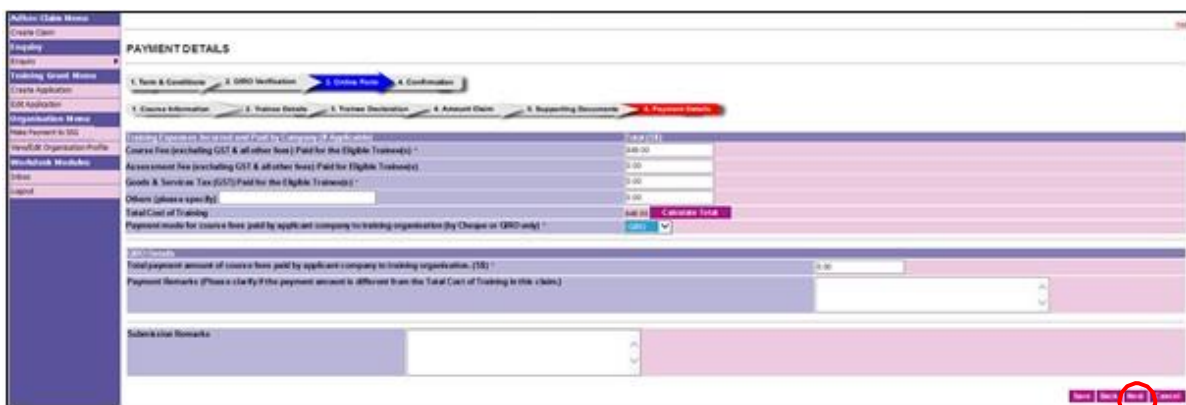 Adhoc Claim Menu
Create Claim
Enquiry
Enquiry
Training Grant Menu
Create Application
Edit Application
Organisation Menu
Make Payment to SSG
View/Edit Organisation Profile
Worklist Modules
Inbox
Logout
PAYMENT DETAILS
1. Term & Conditions 2. GIRO Verification 3. Online Form 4. Confirmation
1. Course Information 2. Trainee Details 3. Trainee Declaration 4. Amount Claim 5. Supporting Documents 6. Payment Details
Training Expenses Incurred and Paid by Company (If Applicable) Total (S$)
Course Fee (excluding GST & all other fees) Paid for the Eligible Trainee(s) *
Assessment Fee (excluding GST & all other fees) Paid for Eligible Trainee(s) 0.00
Goods & Services Tax (GST) Paid for the Eligible Trainee(s) * 0.00
Others (please specify) 0.00
Total Cost of Training Calculate Total
Payment mode for course fees paid by applicant company to training organisation (by Cheque or GIRO only) * GIRO
GIRO Details
Total payment amount of course fees paid by applicant company to training organisation. (S$) * 0.00
Payment Remarks (Please clarify if the payment amount is different from the Total Cost of Training in this claim.)
Submission Remarks
Save Back Next Cancel